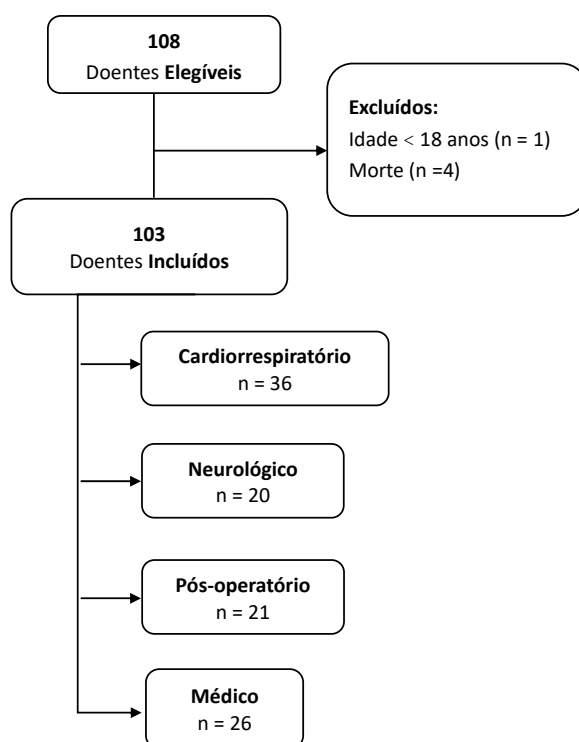 108
Doentes Elegíveis
Excluídos:
Idade < 18 anos (n = 1)
Morte (n =4)
103
Doentes Incluídos
Cardiorrespiratório
n = 36
Neurológico
n = 20
Pós-operatório
n = 21
Médico
n = 26